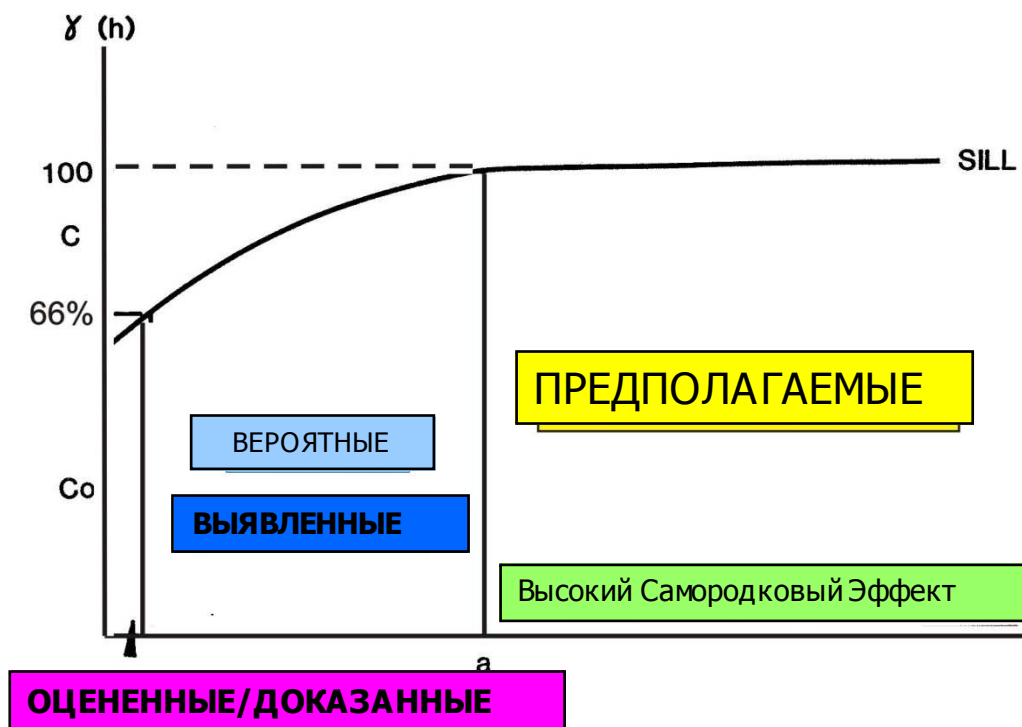 γ (h)
100
SILL
C
66%
ПРЕДПОЛАГАЕМЫЕ
ВЕРОЯТНЫЕ
Co
ВЫЯВЛЕННЫЕ
Высокий Самородковый Эффект
a
ОЦЕНЕННЫЕ/ДОКАЗАННЫЕ